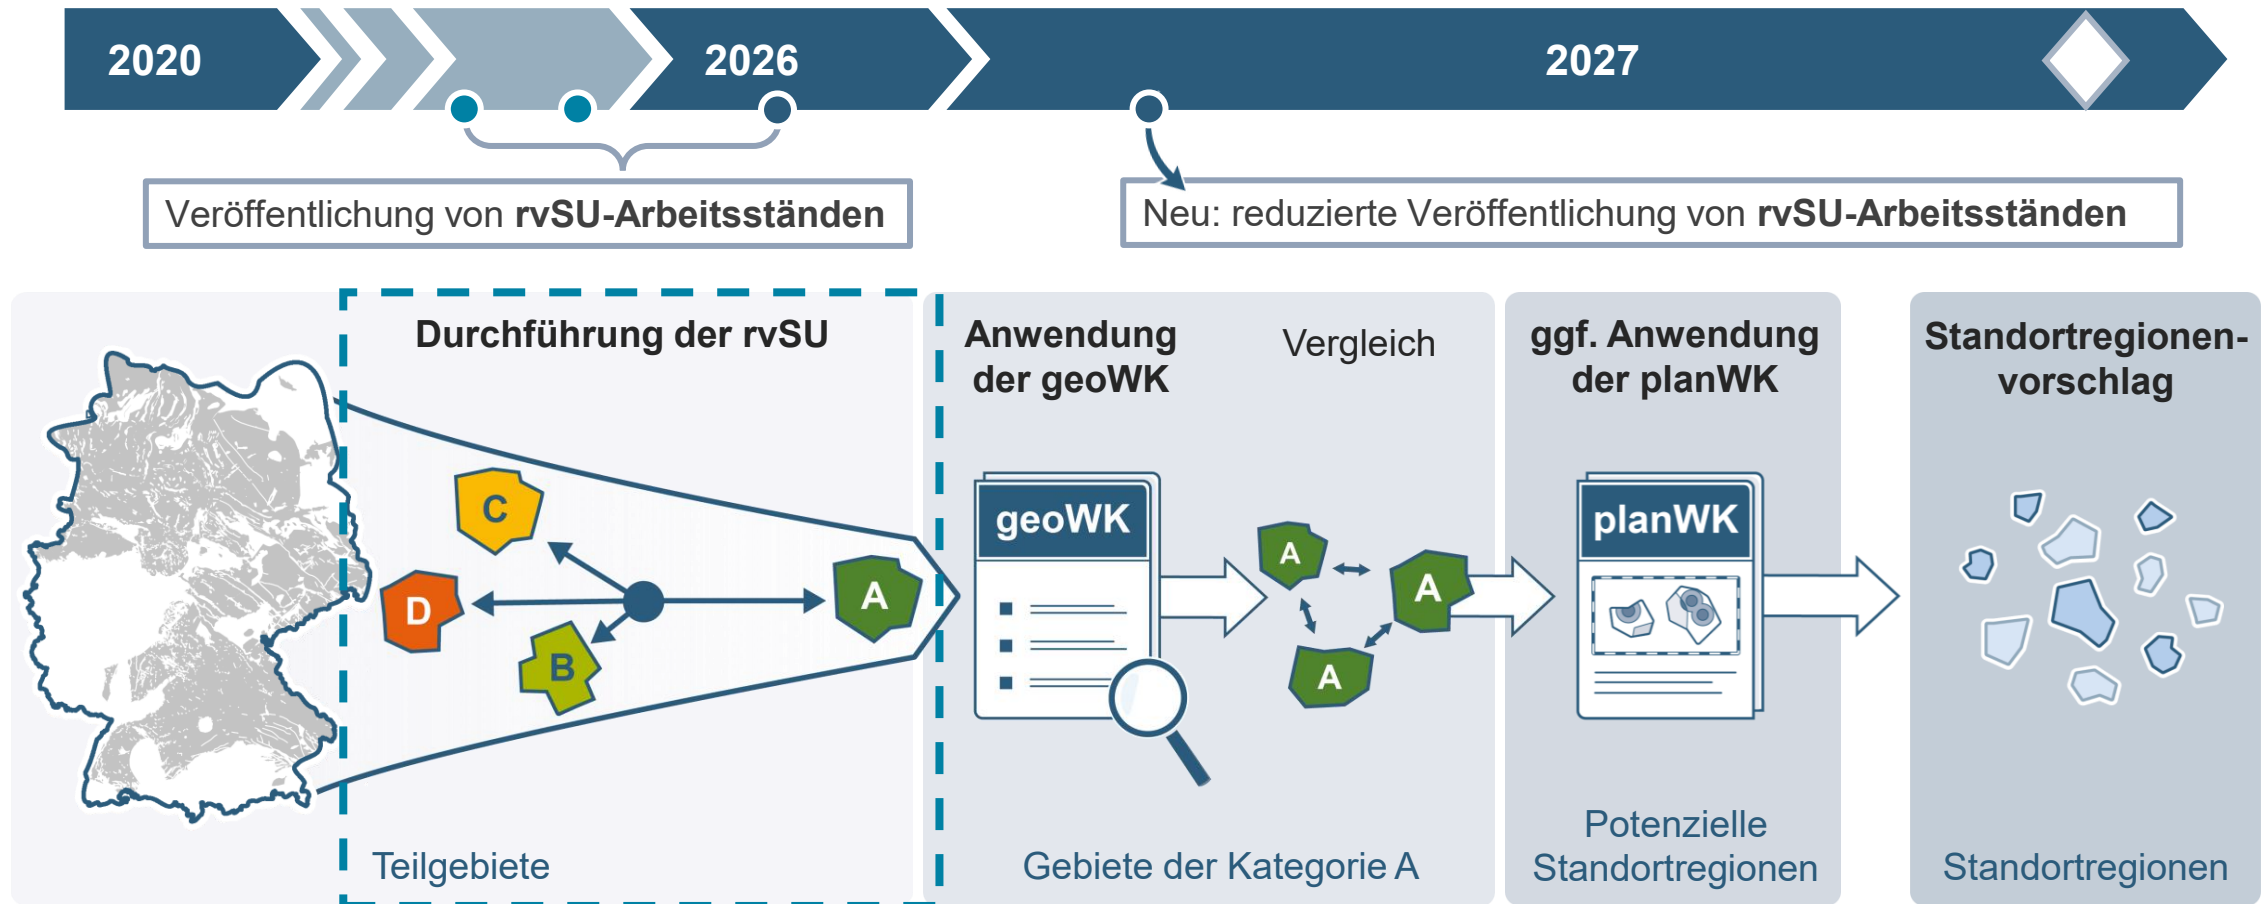 2020
2026
2027
Veröffentlichung von rvSU-Arbeitsständen
Neu: reduzierte Veröffentlichung von rvSU-Arbeitsständen
Durchführung der rvSU
C
D
B
A
Teilgebiete
Anwendung
der geoWK
Vergleich
geoWK
A
A
A
Gebiete der Kategorie A
ggf. Anwendung
der planWK
planWK
Potenzielle
Standortregionen
Standortregionen-
vorschlag
Standortregionen